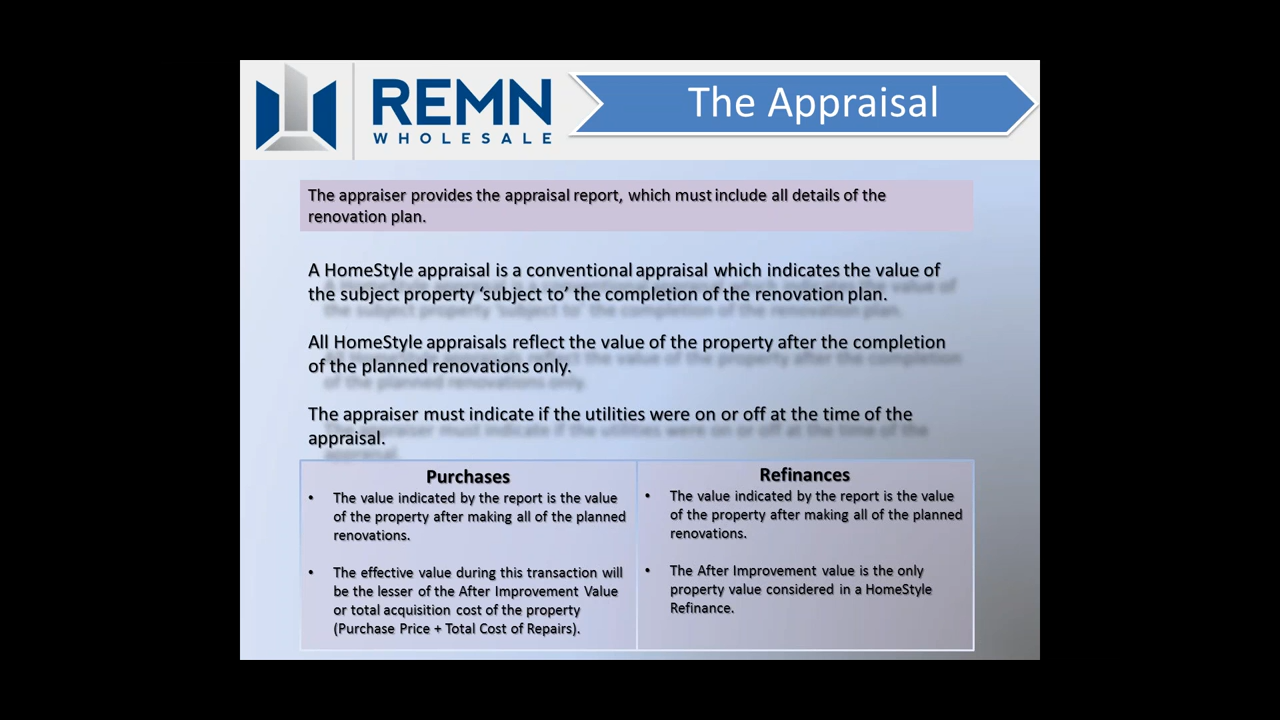 REMN
WHOLESALE
The Appraisal
The appraiser provides the appraisal report, which must include all details of the
renovation plan.
A HomeStyle appraisal is a conventional appraisal which indicates the value of
the subject property ‘subject to’ the completion of the renovation plan.
All HomeStyle appraisals reflect the value of the property after the completion
of the planned renovations only.
The appraiser must indicate if the utilities were on or off at the time of the
appraisal.
Purchases
• The value indicated by the report is the value
of the property after making all of the planned
renovations.
• The effective value during this transaction will
be the lesser of the After Improvement Value
or total acquisition cost of the property
(Purchase Price + Total Cost of Repairs).
Refinances
• The value indicated by the report is the value
of the property after making all of the planned
renovations.
• The After Improvement value is the only
property value considered in a HomeStyle
Refinance.